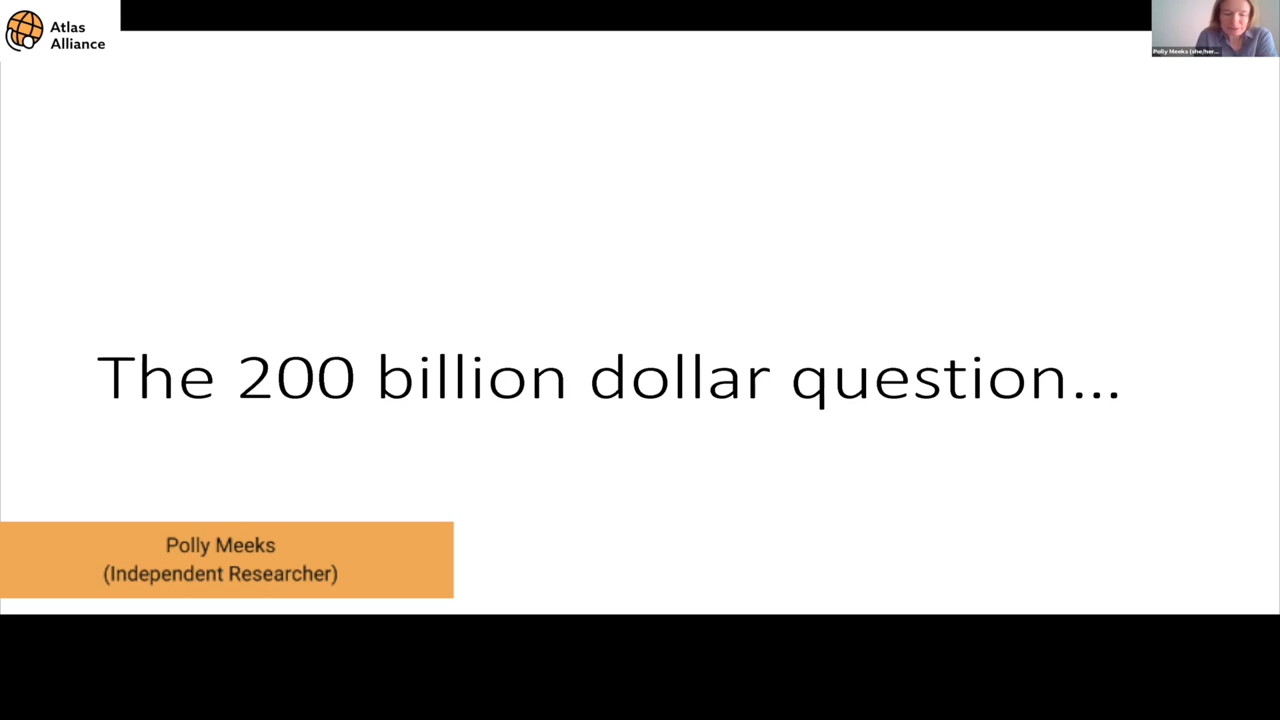 Atlas
Alliance
Polly Meeks (she/her...
The 200 billion dollar question...
Polly Meeks
(Independent Researcher)